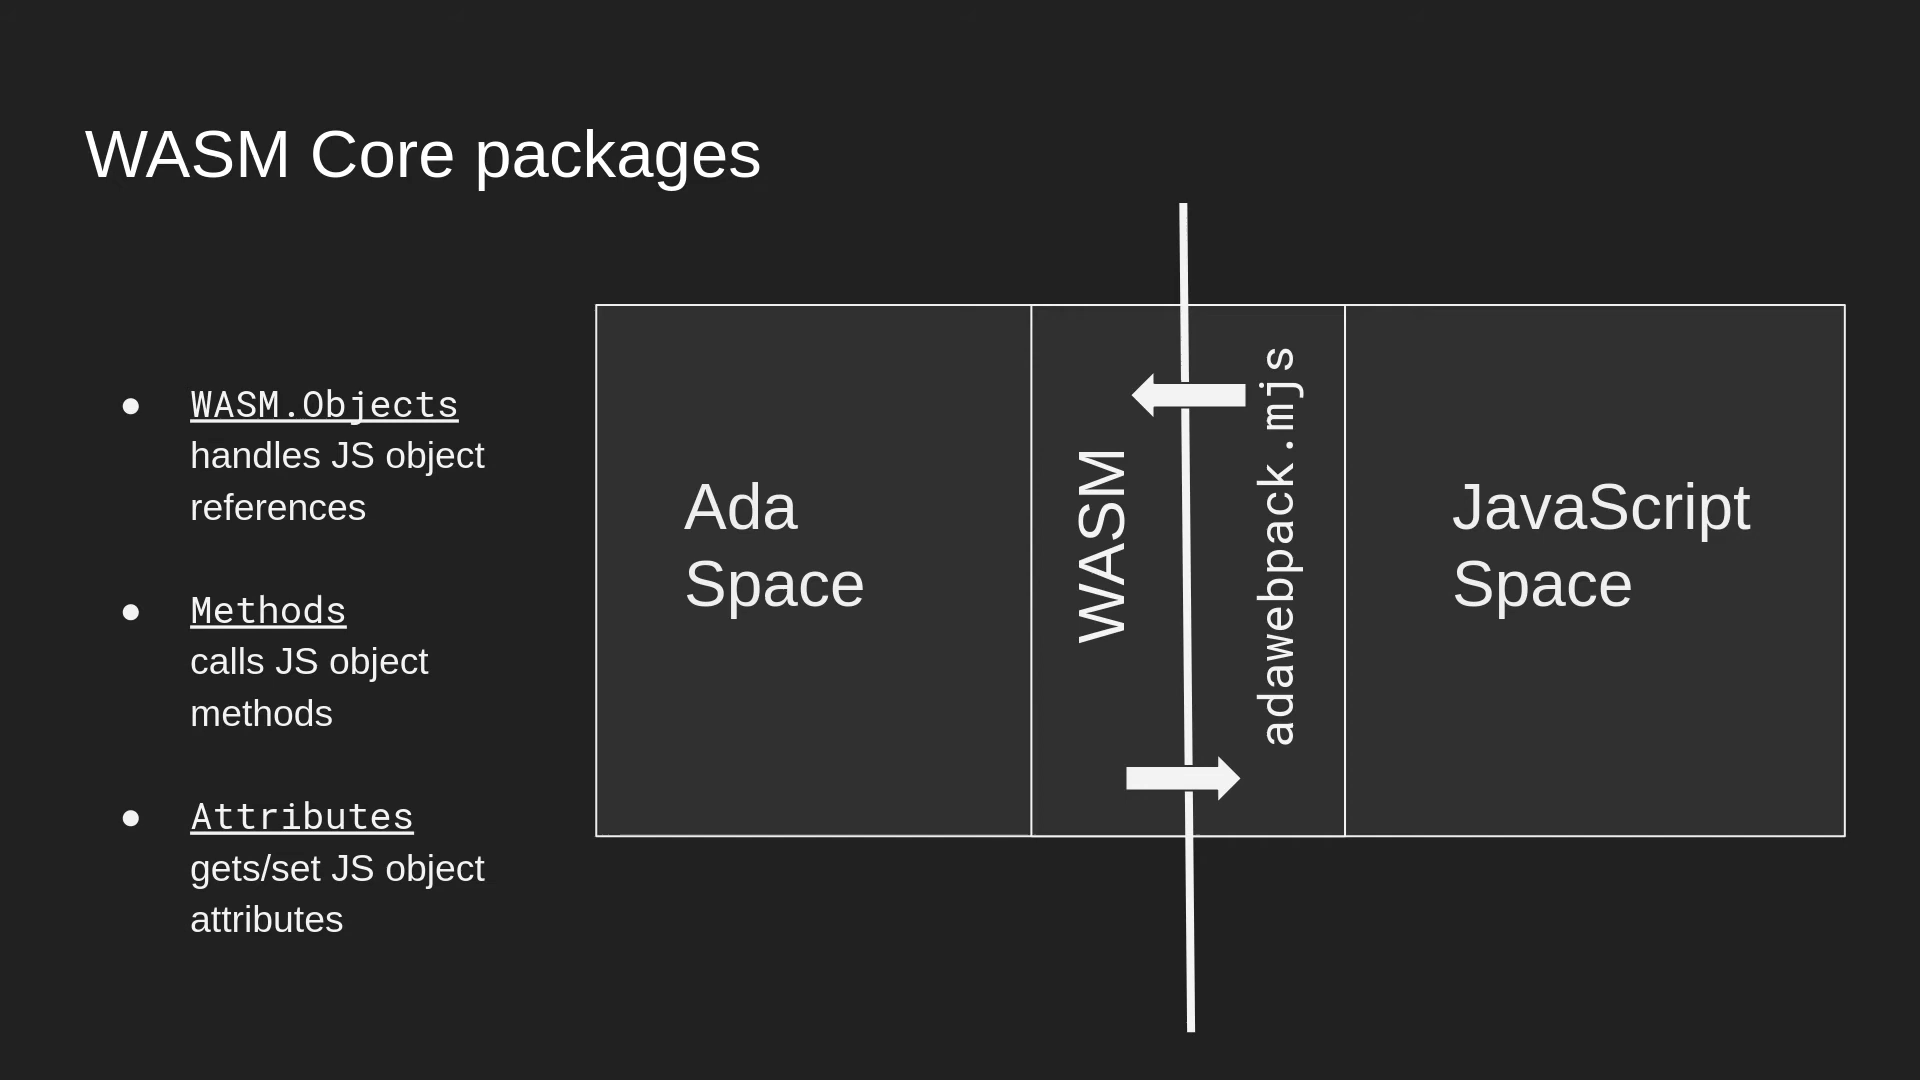 WASM Core packages
● WASM.Objects
handles JS object
references
● Methods
calls JS object
methods
● Attributes
gets/set JS object
attributes
Ada
Space
WASM
adawebpack.mjs
JavaScript
Space